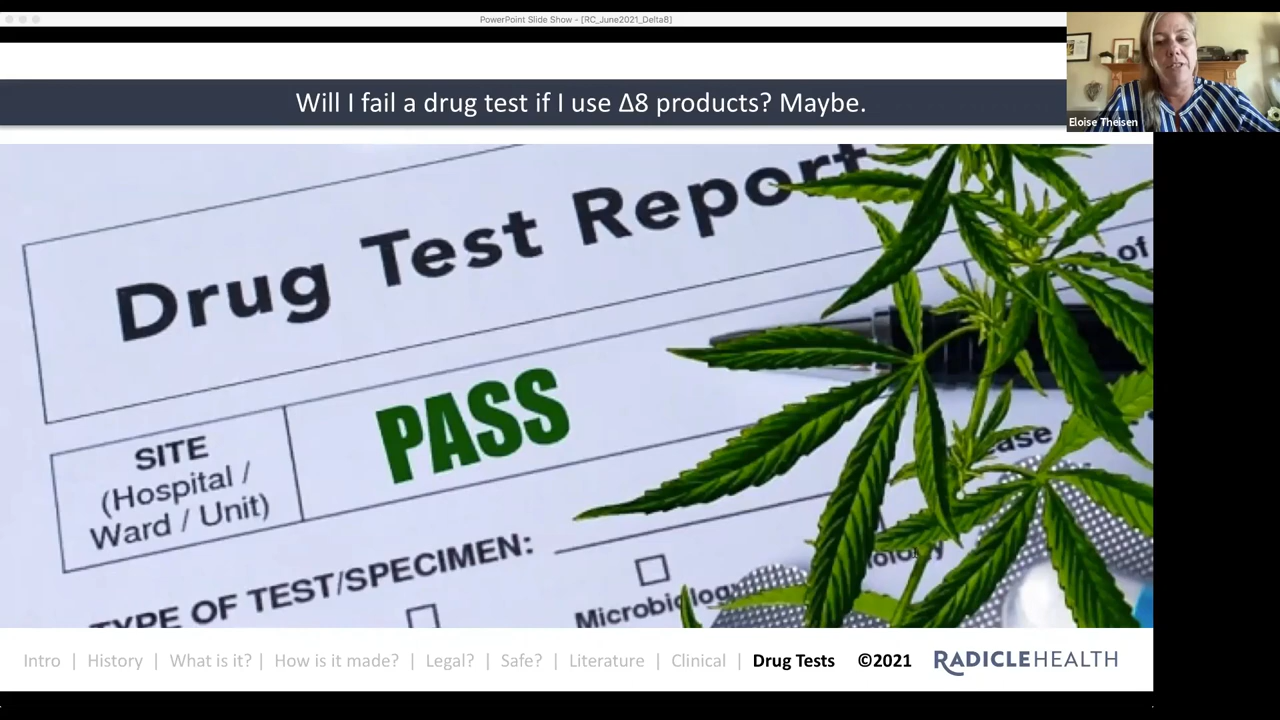 PowerPoint Slide Show - [RC_June2021_Delta8]
Will I fail a drug test if I use Δ8 products? Maybe.
Eloise Theisen
Drug Test Report
of
PASS
SITE
(Hospital /
Ward / Unit)
TYPE OF TEST/SPECIMEN:
Microbiology
Intro | History | What is it? | How is it made? | Legal? | Safe? | Literature | Clinical | Drug Tests ©2021 RADICLEHEALTH